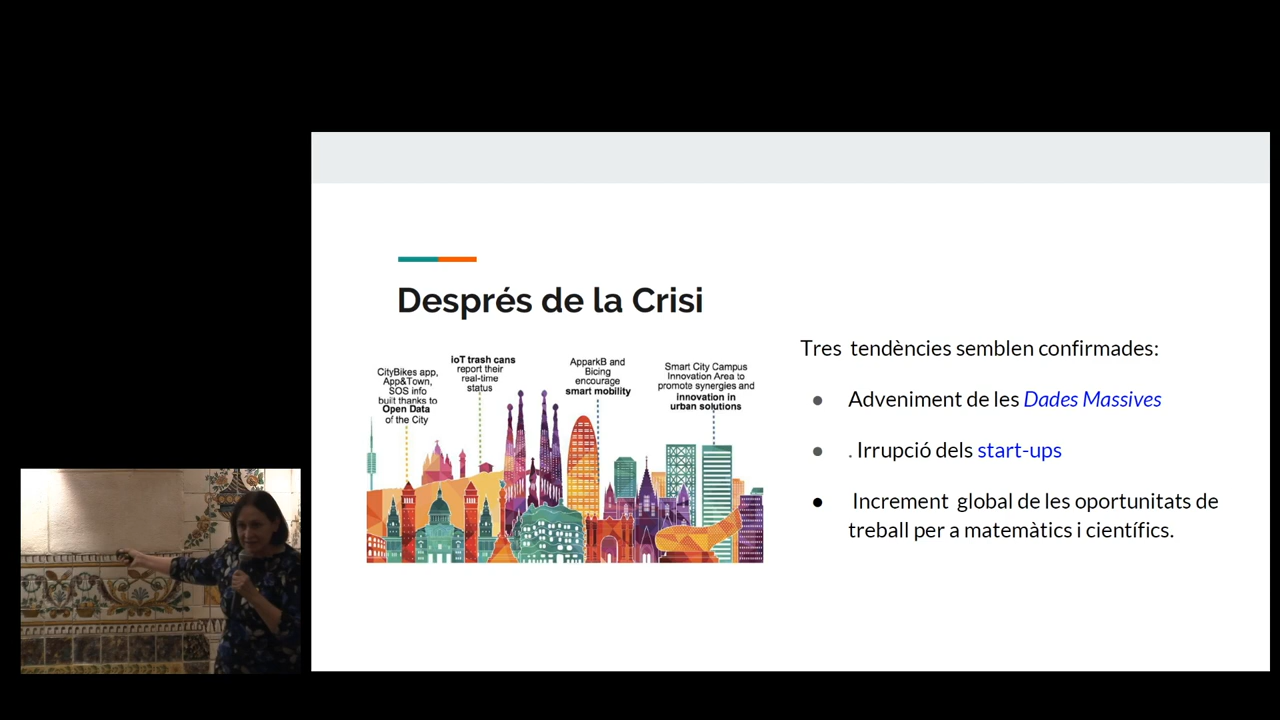 Després de la Crisi
CityBikes app,
App&Town,
SOS info
built thanks to
Open Data
of the City
ioT trash cans
report their
real-time
status
ApparkB and
Bicing
encourage
smart mobility
Smart City Campus
Innovation Area to
promote synergies and
innovation in
urban solutions
Tres tendències semblen confirmades:
● Adveniment de les Dades Massives
● . Irrupció dels start-ups
● Increment global de les oportunitats de
treball per a matemàtics i científics.